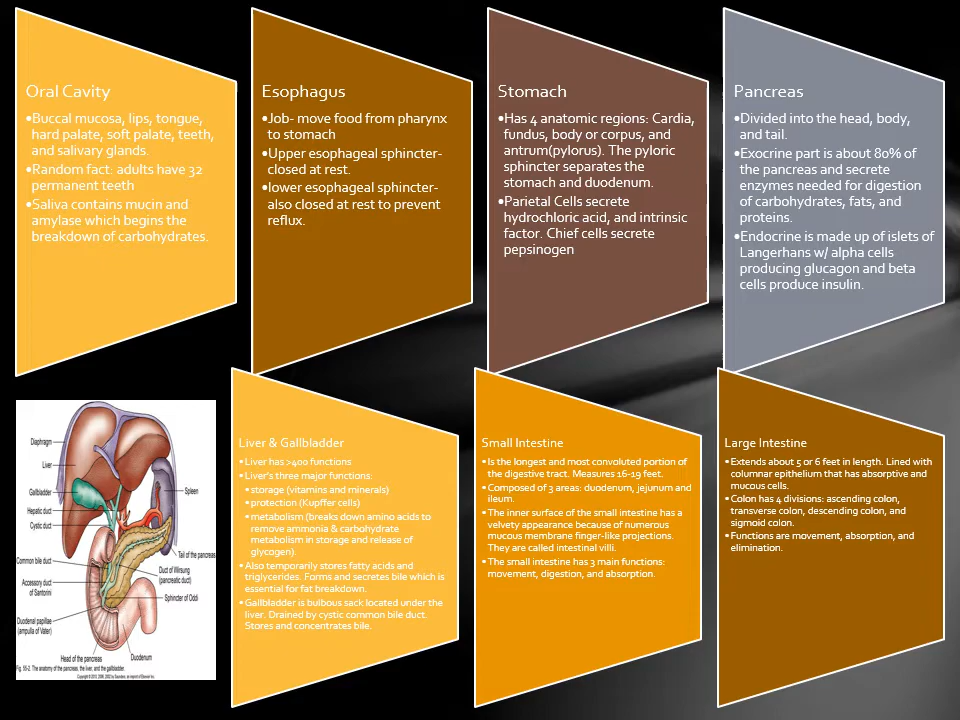 Oral Cavity
•Buccal mucosa, lips, tongue,
hard palate, soft palate, teeth,
and salivary glands.
•Random fact: adults have 32
permanent teeth
•Saliva contains mucin and
amylase which begins the
breakdown of carbohydrates.
Esophagus
•Job- move food from pharynx
to stomach
•Upper esophageal sphincter-
closed at rest.
•lower esophageal sphincter-
also closed at rest to prevent
reflux.
Stomach
•Has 4 anatomic regions: Cardia,
fundus, body or corpus, and
antrum(pylorus). The pyloric
sphincter separates the
stomach and duodenum.
•Parietal Cells secrete
hydrochloric acid, and intrinsic
factor. Chief cells secrete
pepsinogen
Pancreas
•Divided into the head, body,
and tail.
•Exocrine part is about 80% of
the pancreas and secrete
enzymes needed for digestion
of carbohydrates, fats, and
proteins.
•Endocrine is made up of islets of
Langerhans w/ alpha cells
producing glucagon and beta
cells produce insulin.
Diaphragm
Liver
Gallbladder
Hepatic duct
Cystic duct
Common bile duct
Accessory duct
of Santorini
Duodenal papillae
(ampulla of Vater)
Head of the pancreas
Duodenum
Spleen
Tail of the pancreas
Duct of Wirsung
(pancreatic duct)
Sphincter of Oddi
Fig. 55-2. The anatomy of the pancreas, the liver, and the gallbladder.
Liver & Gallbladder
•Liver has >400 functions
•Liver's three major functions:
•storage (vitamins and minerals)
•protection (Kupffer cells)
•metabolism (breaks down amino acids to
remove ammonia & carbohydrate
metabolism in storage and release of
glycogen).
•Also temporarily stores fatty acids and
triglycerides. Forms and secretes bile which is
essential for fat breakdown.
•Gallbladder is bulbous sack located under the
liver. Drained by cystic common bile duct.
Stores and concentrates bile.
Small Intestine
•Is the longest and most convoluted portion of
the digestive tract. Measures 16-19 feet.
•Composed of 3 areas: duodenum, jejunum and
ileum.
•The inner surface of the small intestine has a
velvety appearance because of numerous
mucous membrane finger-like projections.
They are called intestinal villi.
•The small intestine has 3 main functions:
movement, digestion, and absorption.
Large Intestine
•Extends about 5 or 6 feet in length. Lined with
columnar epithelium that has absorptive and
mucous cells.
•Colon has 4 divisions: ascending colon,
transverse colon, descending colon, and
sigmoid colon.
•Functions are movement, absorption, and
elimination.